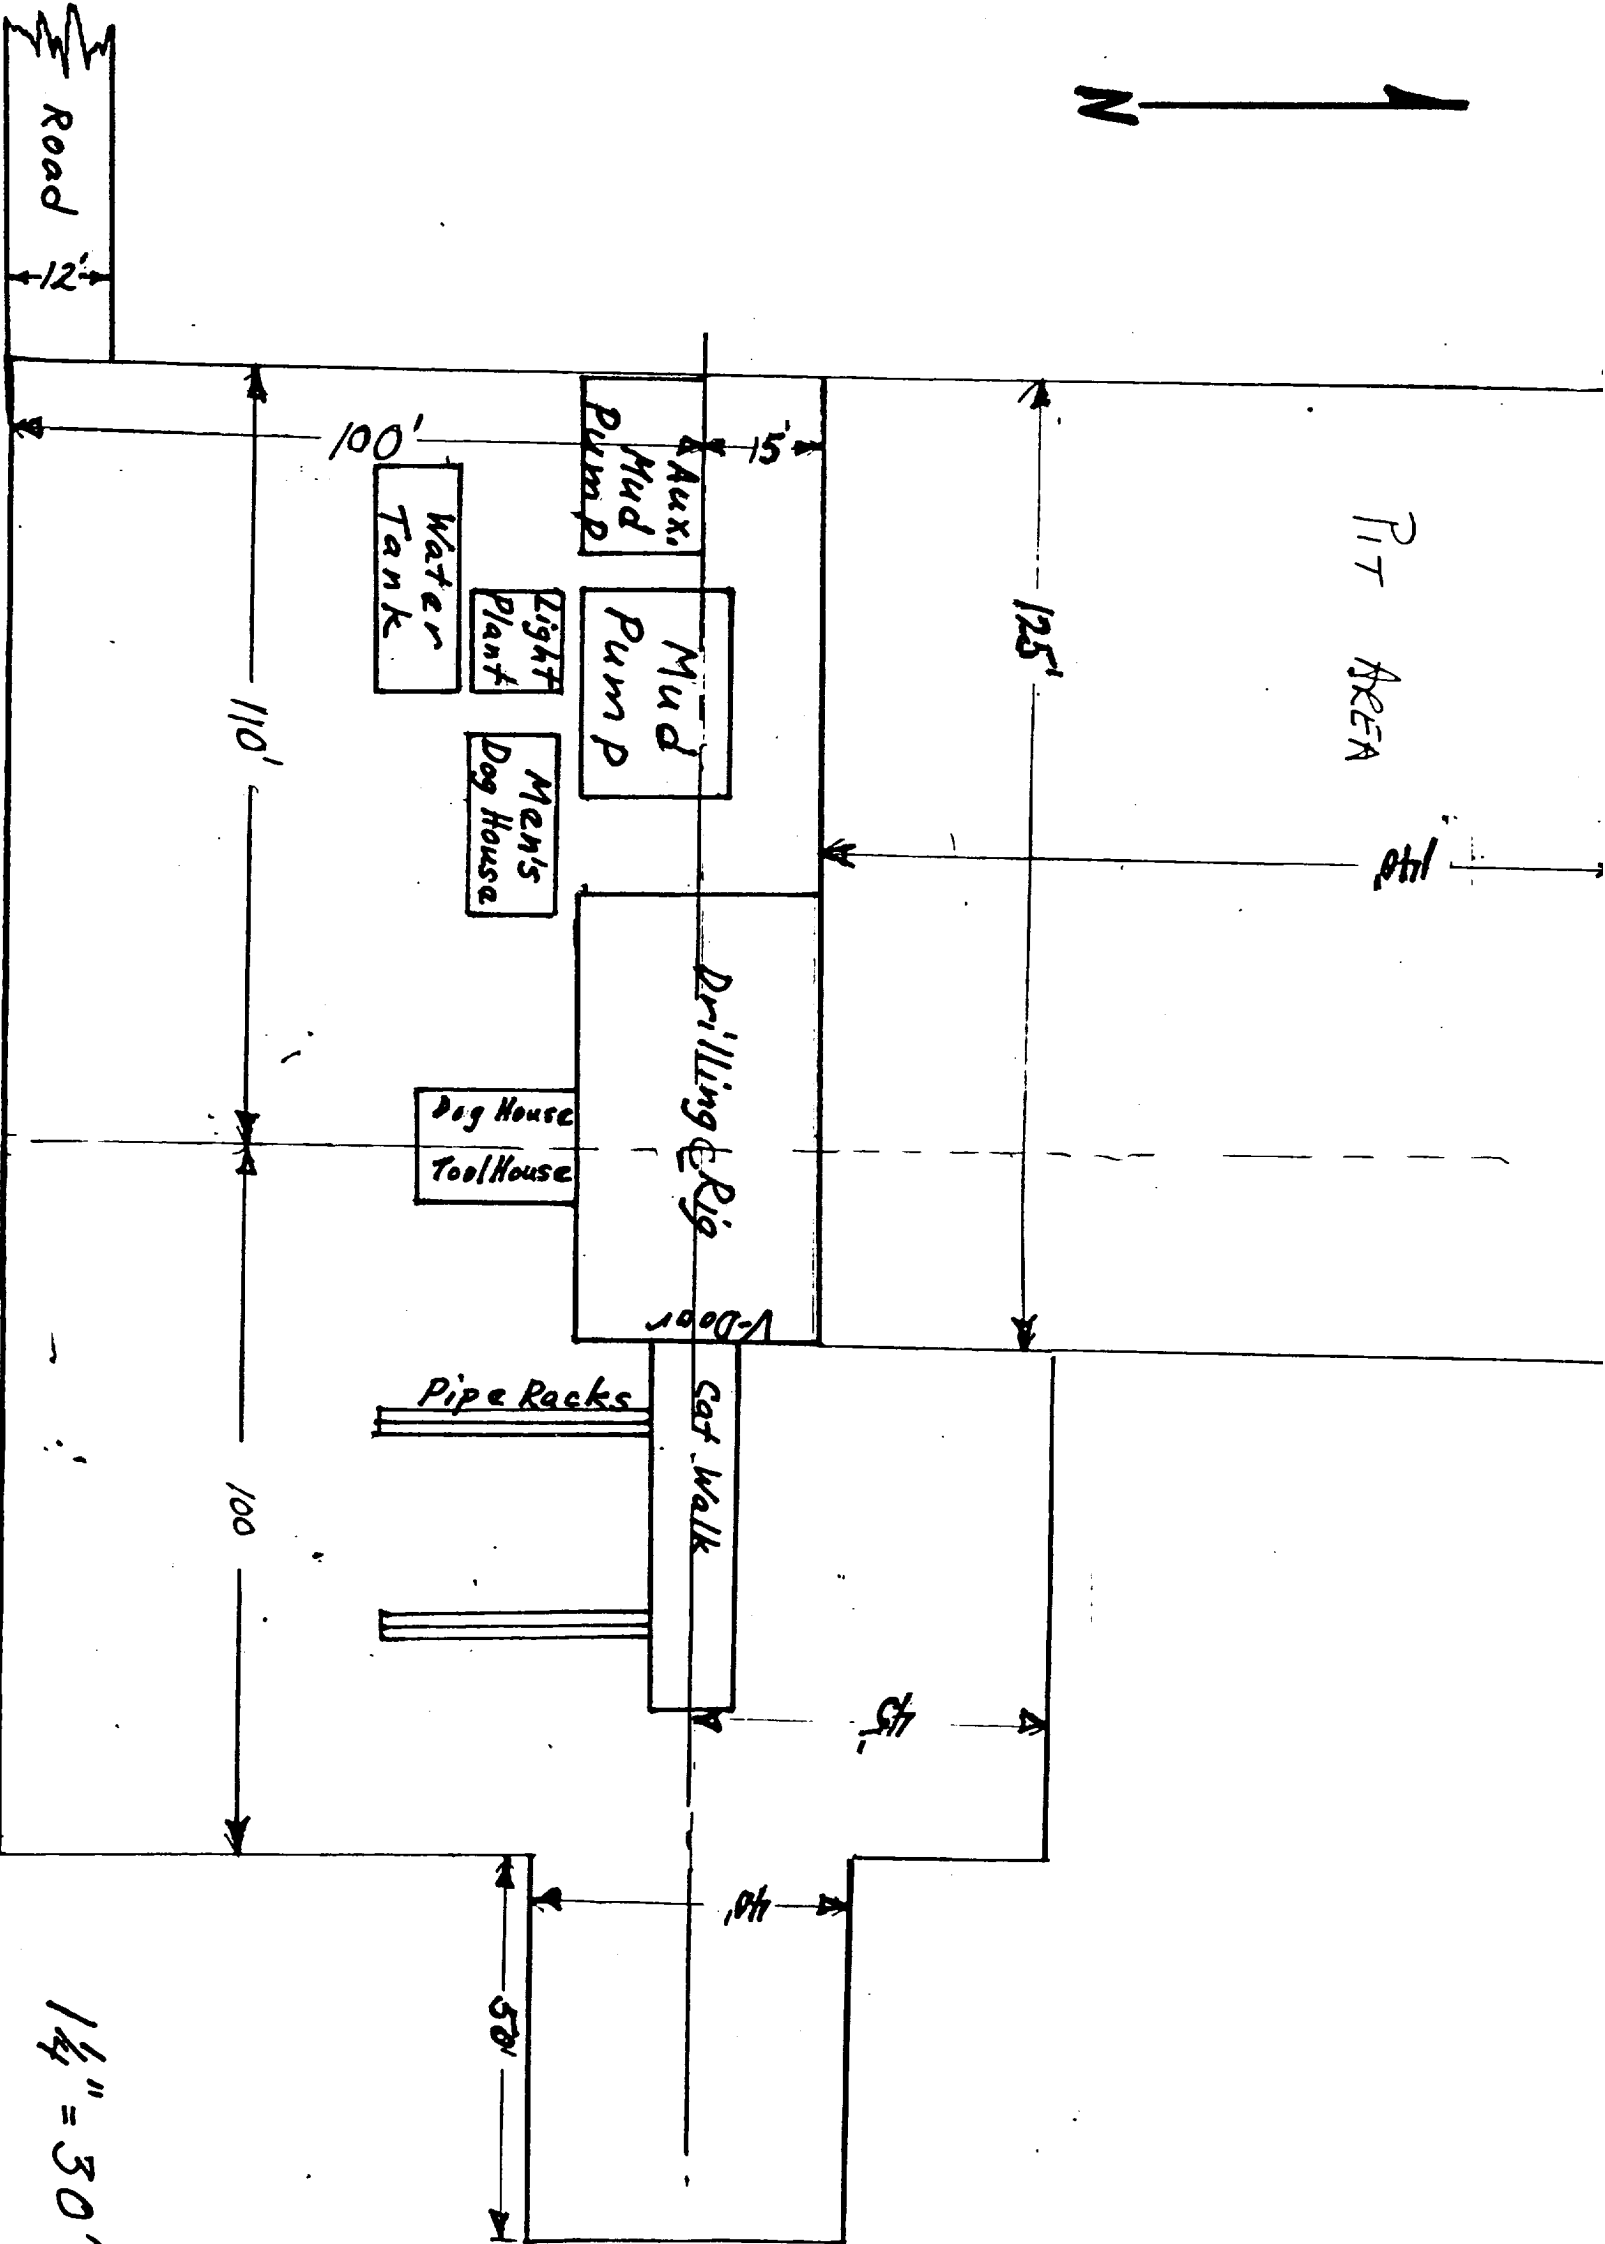 N
Road
12'
PIT AREA
140'
125'
15'
100'
Aux.
Mud
Pump
Mud
Pump
Light
Plant
Water
Tank
Men's
Dog House
110'
Drilling Rig
℄
V-Door
Dog House
Tool House
Pipe Racks
Cat Walk
100
45'
40'
50'
1 1/4" = 30'